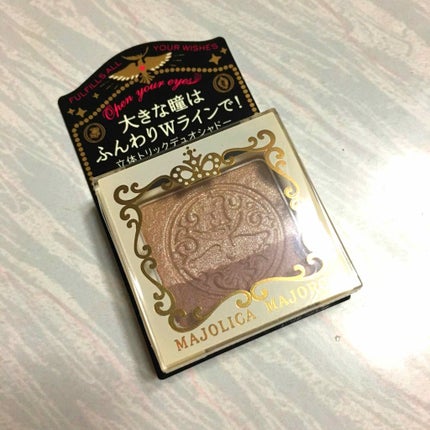 FULFILLS ALL YOUR WISHES
Open your eyes
大きな瞳は
ふんわりWラインで!
立体トリックデュオシャドー
MAJOLICA MAJOR